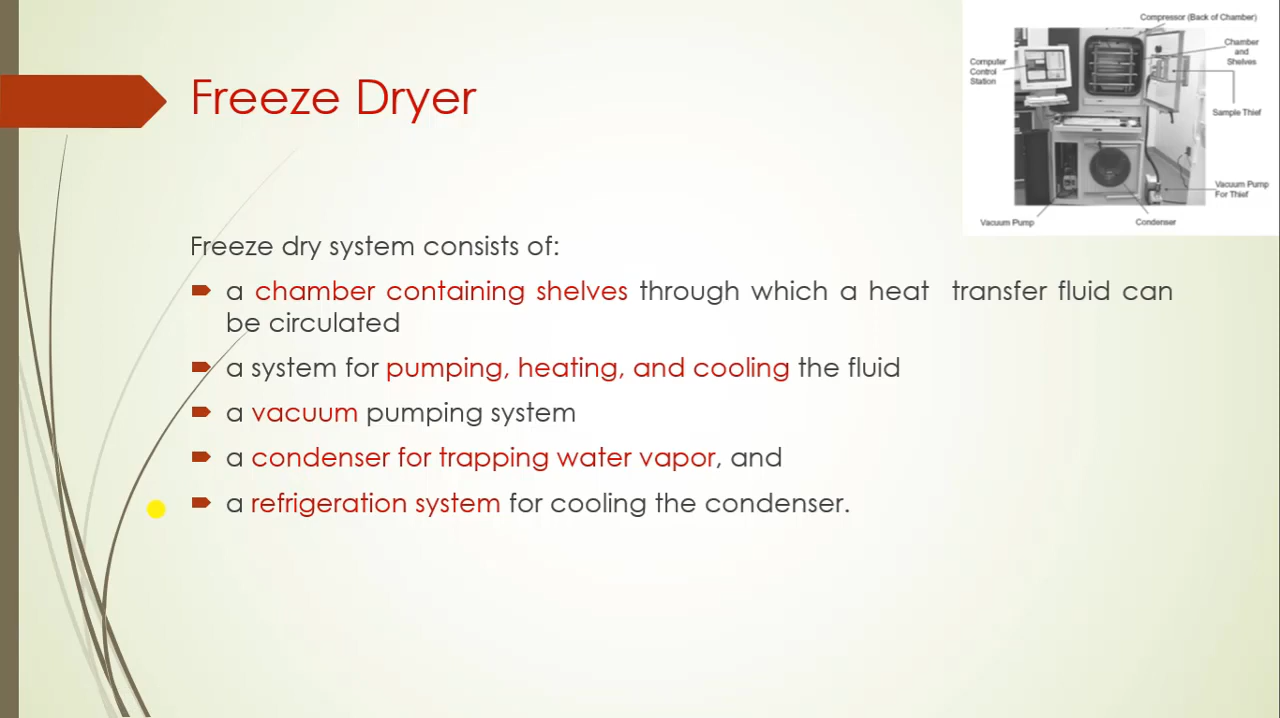 Freeze Dryer
Compressor (Back of Chamber)
Chamber
and
Shelves
Computer
Control
Station
Sample Thief
Vacuum Pump
For Thief
Vacuum Pump
Condenser
Freeze dry system consists of:
a chamber containing shelves through which a heat transfer fluid can
be circulated
a system for pumping, heating, and cooling the fluid
a vacuum pumping system
a condenser for trapping water vapor, and
a refrigeration system for cooling the condenser.